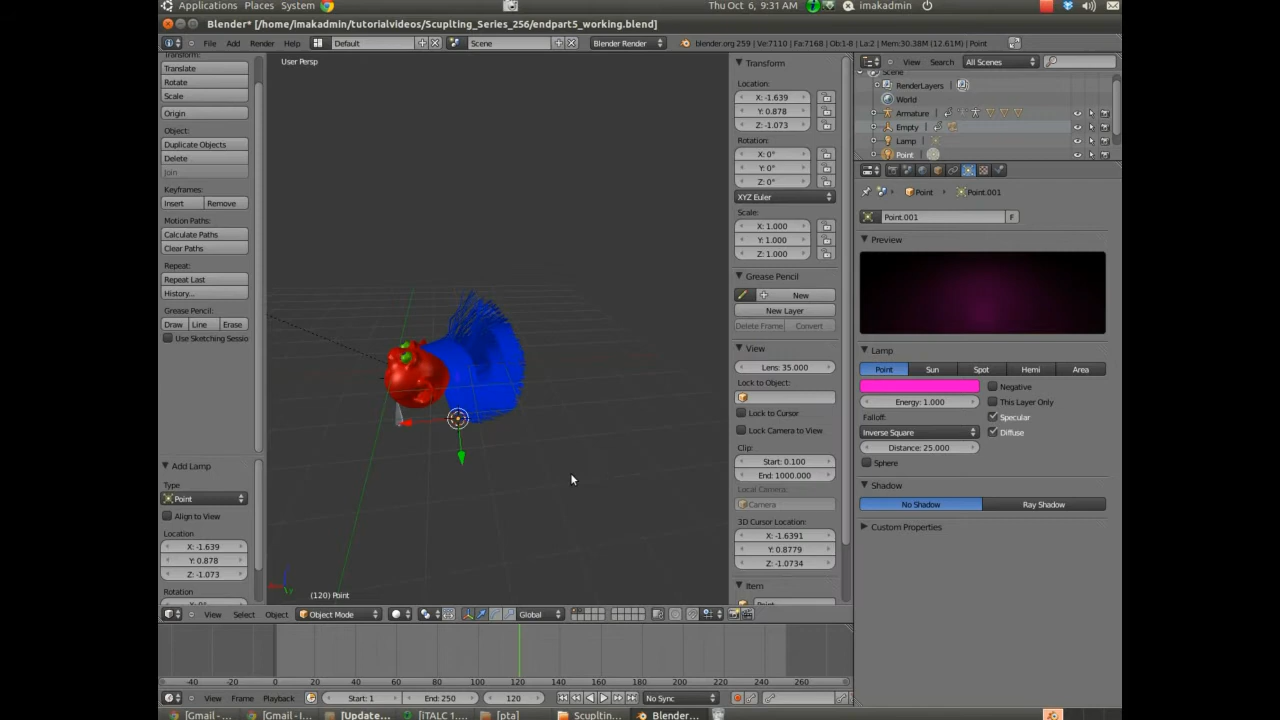 Applications Places System Thu Oct 6, 9:31 AM imakadmin
Blender* [/home/imakadmin/tutorialvideos/Scuplting_Series_256/endpart5_working.blend]
File Add Render Help Default Scene Blender Render blender.org 259 | Ve:7110 | Fa:7168 | Ob:1-8 | La:2 | Mem:30.38M (12.61M) | Point
Transform
Translate
Rotate
Scale
Origin
Object:
Duplicate Objects
Delete
Join
Keyframes:
Insert Remove
Motion Paths:
Calculate Paths
Clear Paths
Repeat:
Repeat Last
History...
Grease Pencil:
Draw Line Erase
Use Sketching Sessio
Add Lamp
Type
Point
Align to View
Location
X: -1.639
Y: 0.878
Z: -1.073
Rotation
User Persp
(120) Point
View Select Object Object Mode Global
Transform
Location:
X: -1.639
Y: 0.878
Z: -1.073
Rotation:
X: 0°
Y: 0°
Z: 0°
XYZ Euler
Scale:
X: 1.000
Y: 1.000
Z: 1.000
Grease Pencil
New
New Layer
Delete Frame Convert
View
Lens: 35.000
Lock to Object:
Lock to Cursor
Lock Camera to View
Clip:
Start: 0.100
End: 1000.000
Local Camera:
Camera
3D Cursor Location:
X: -1.6391
Y: 0.8779
Z: -1.0734
Item
Point
View Search All Scenes
Scene
RenderLayers
World
Armature
Empty
Lamp
Point
Point Point.001
Point.001 F
Preview
Lamp
Point Sun Spot Hemi Area
Negative
Energy: 1.000 This Layer Only
Falloff: Specular
Inverse Square Diffuse
Distance: 25.000
Sphere
Shadow
No Shadow Ray Shadow
Custom Properties
-40 -20 0 20 40 60 80 100 120 140 160 180 200 220 240 260
View Frame Playback Start: 1 End: 250 120 No Sync
[Gmail -... [Gmail - I... [Update... [iTALC 1.... [pta] Scuptlin... Blender...